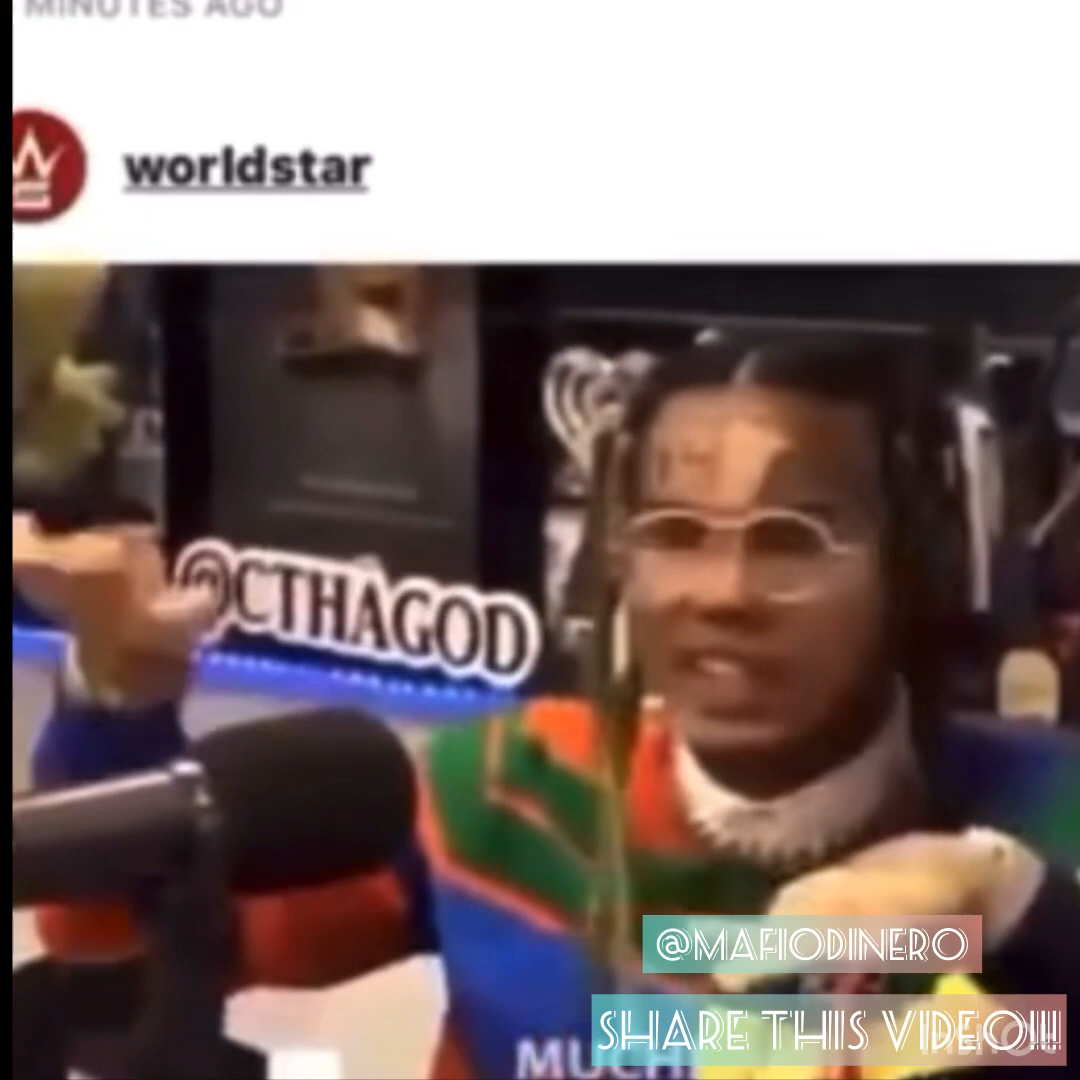 MINUTES AGO
worldstar
@CTHAGOD
@MAFIODINERO
SHARE THIS VIDEO!!!